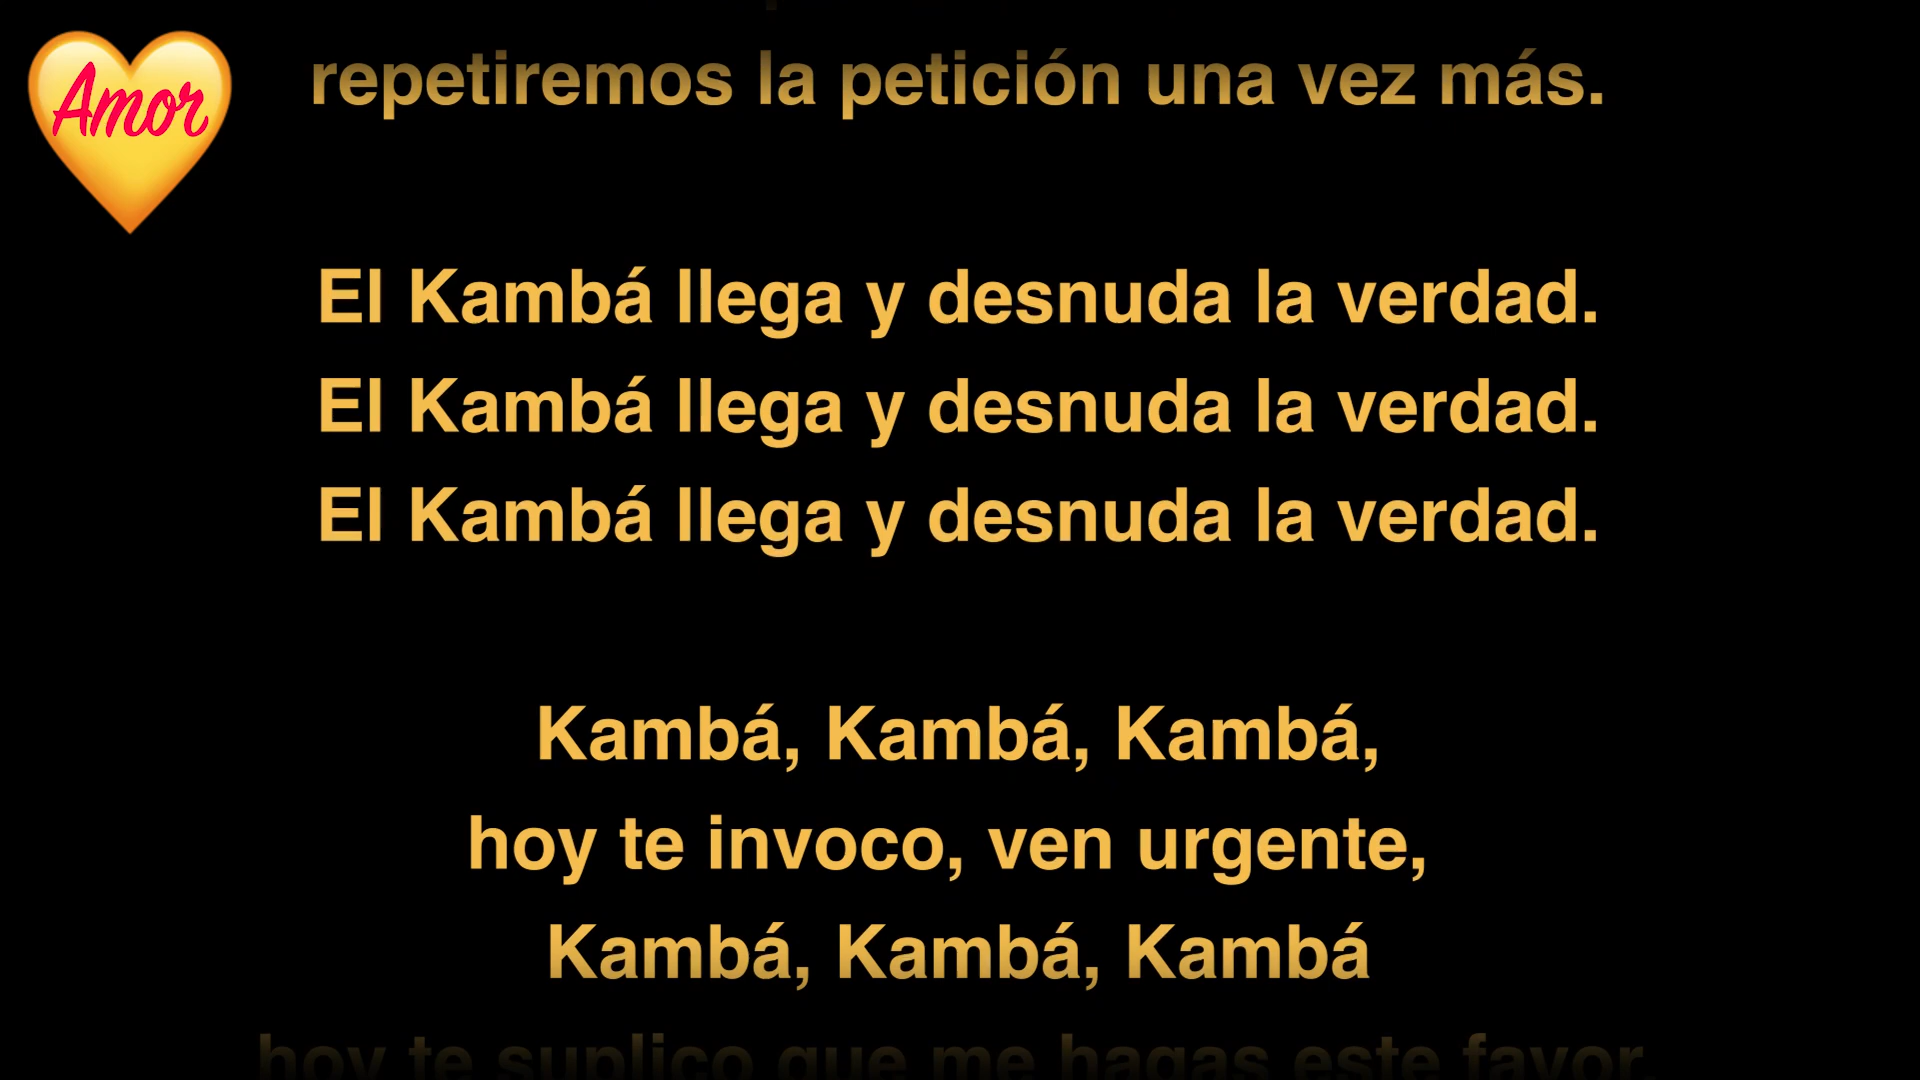 Amor
repetiremos la petición una vez más.
El Kambá llega y desnuda la verdad.
El Kambá llega y desnuda la verdad.
El Kambá llega y desnuda la verdad.
Kambá, Kambá, Kambá,
hoy te invoco, ven urgente,
Kambá, Kambá, Kambá
hoy te suplico que me hagas este favor.